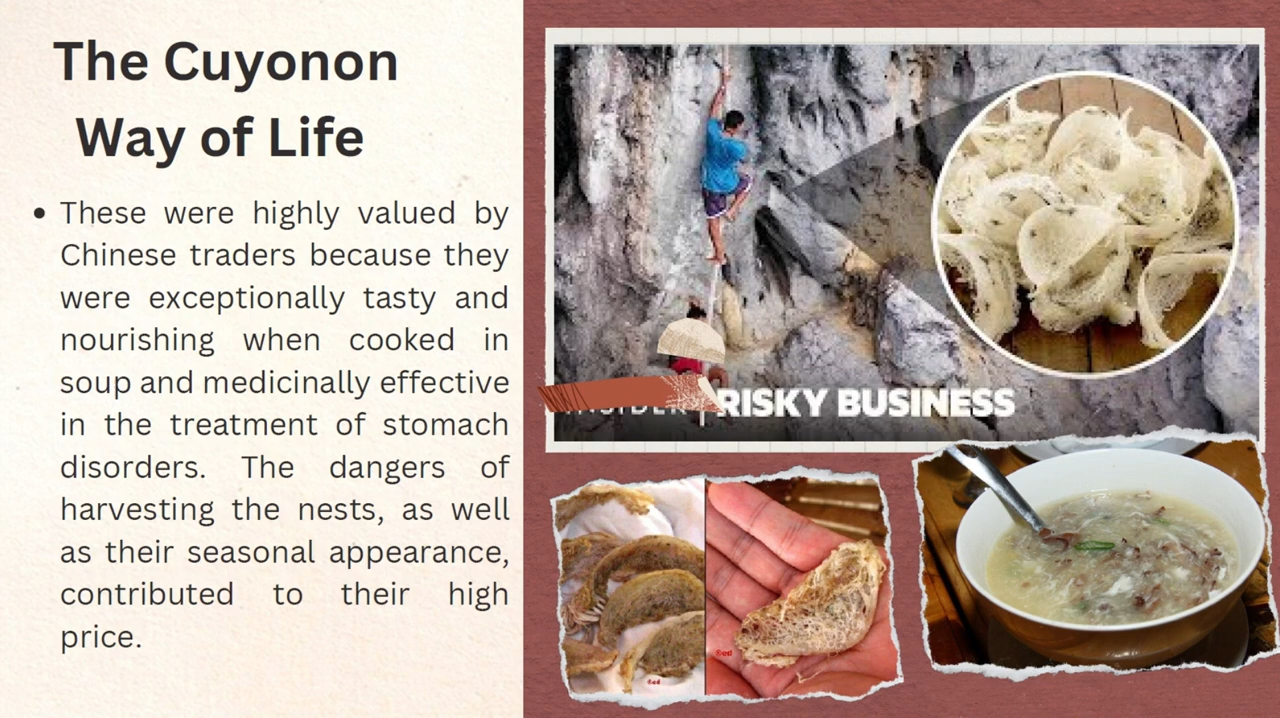 The Cuyonon
Way of Life
• These were highly valued by
Chinese traders because they
were exceptionally tasty and
nourishing when cooked in
soup and medicinally effective
in the treatment of stomach
disorders. The dangers of
harvesting the nests, as well
as their seasonal appearance,
contributed to their high
price.
RISKY BUSINESS